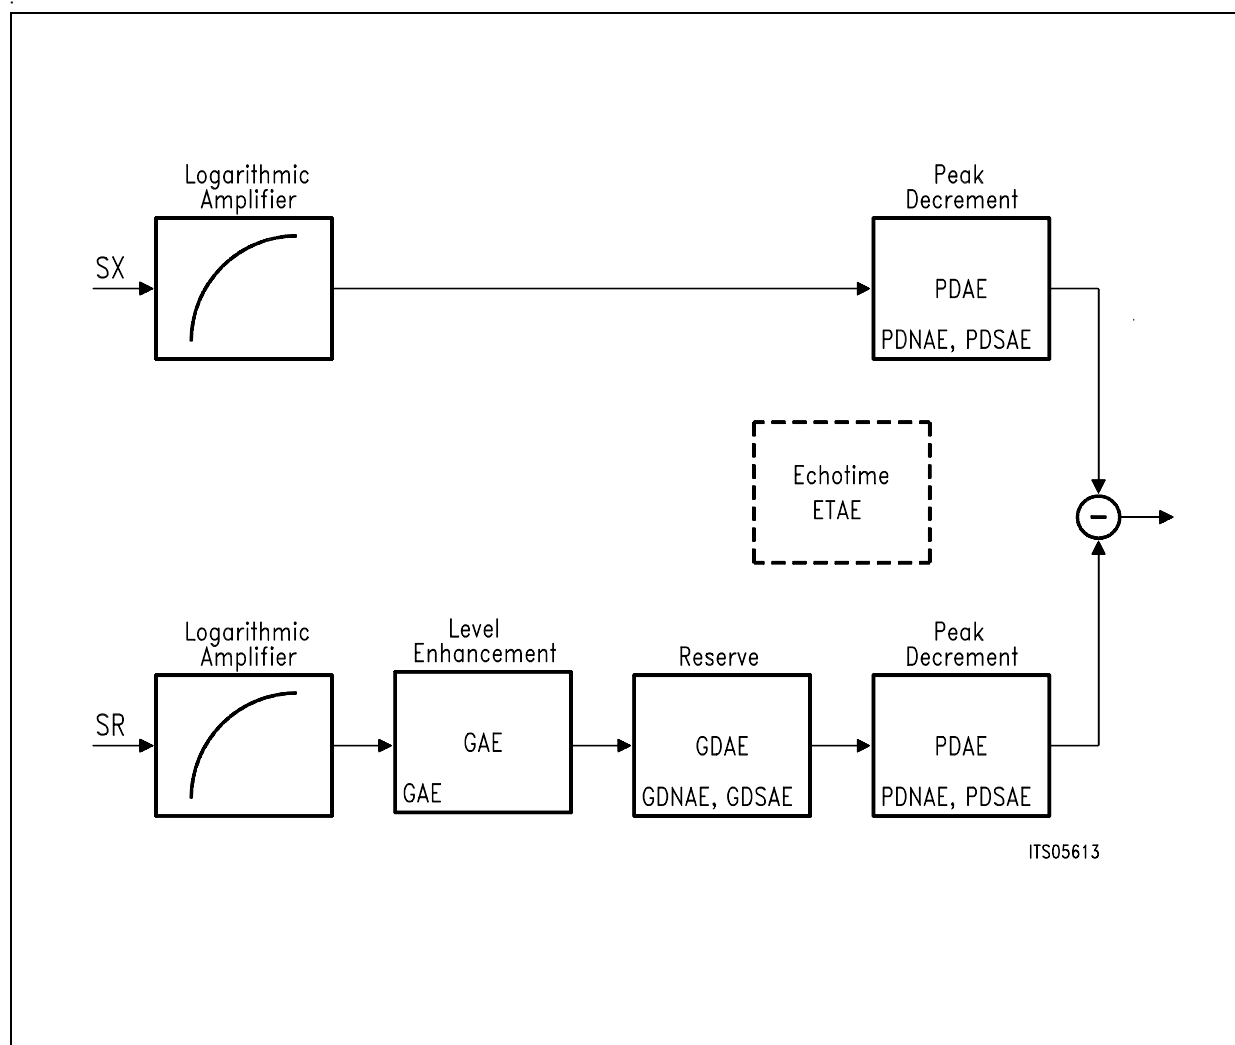 Logarithmic
Amplifier
Peak
Decrement
SX
PDAE
PDNAE, PDSAE
Echotime
ETAE
−
Logarithmic
Amplifier
Level
Enhancement
Reserve
Peak
Decrement
SR
GAE
GAE
GDAE
GDNAE, GDSAE
PDAE
PDNAE, PDSAE
ITS05613